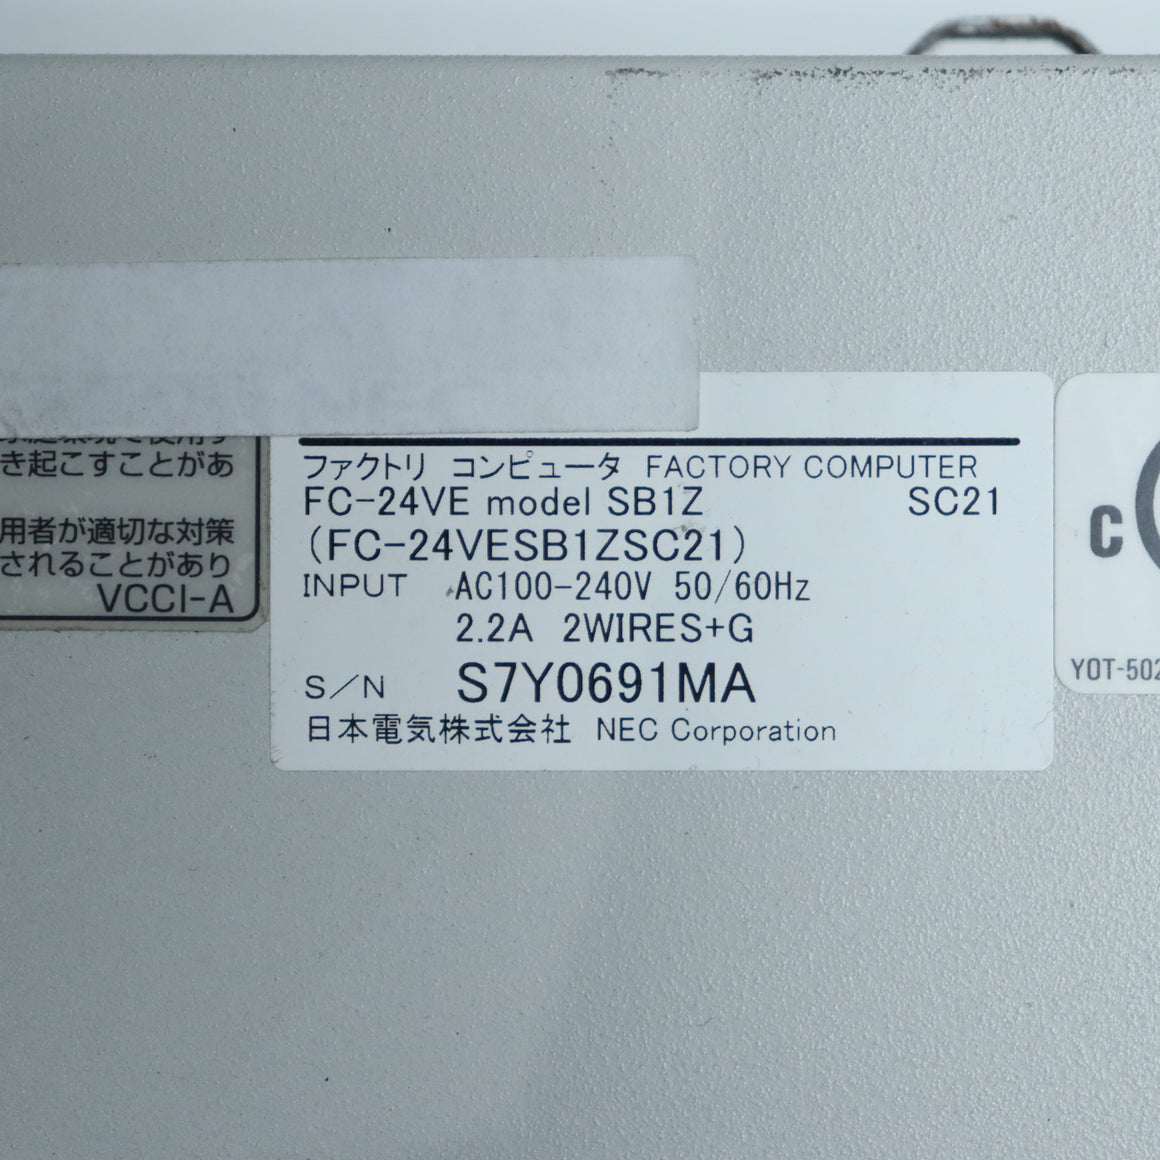 き起こすことがあ
用者が適切な対策
されることがあり
VCCI-A
ファクトリ コンピュータ FACTORY COMPUTER
FC-24VE model SB1Z SC21
(FC-24VESB1ZSC21)
INPUT AC100-240V 50/60Hz
2.2A 2WIRES+G
S/N S7Y0691MA
日本電気株式会社 NEC Corporation
c
YOT-502